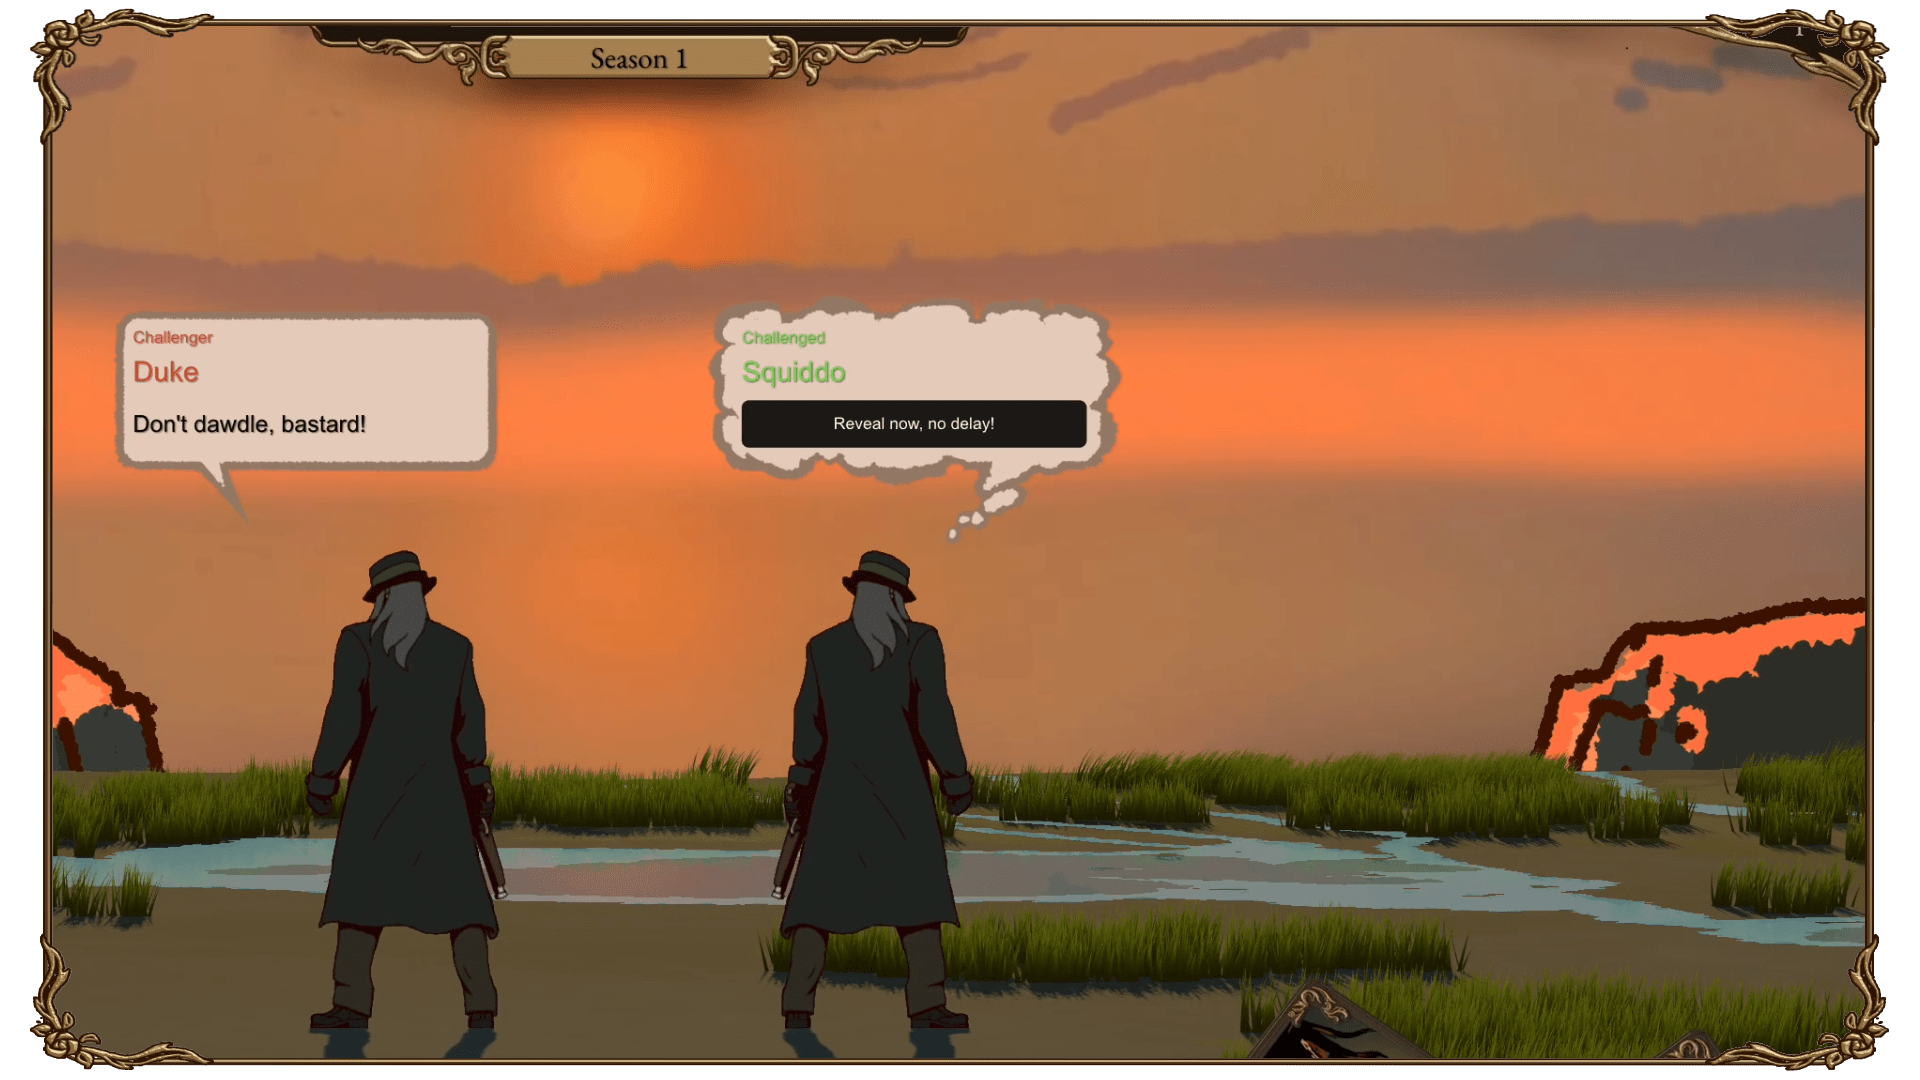 Season 1
Challenger
Duke
Don't dawdle, bastard!
Challenged
Squiddo
Reveal now, no delay!